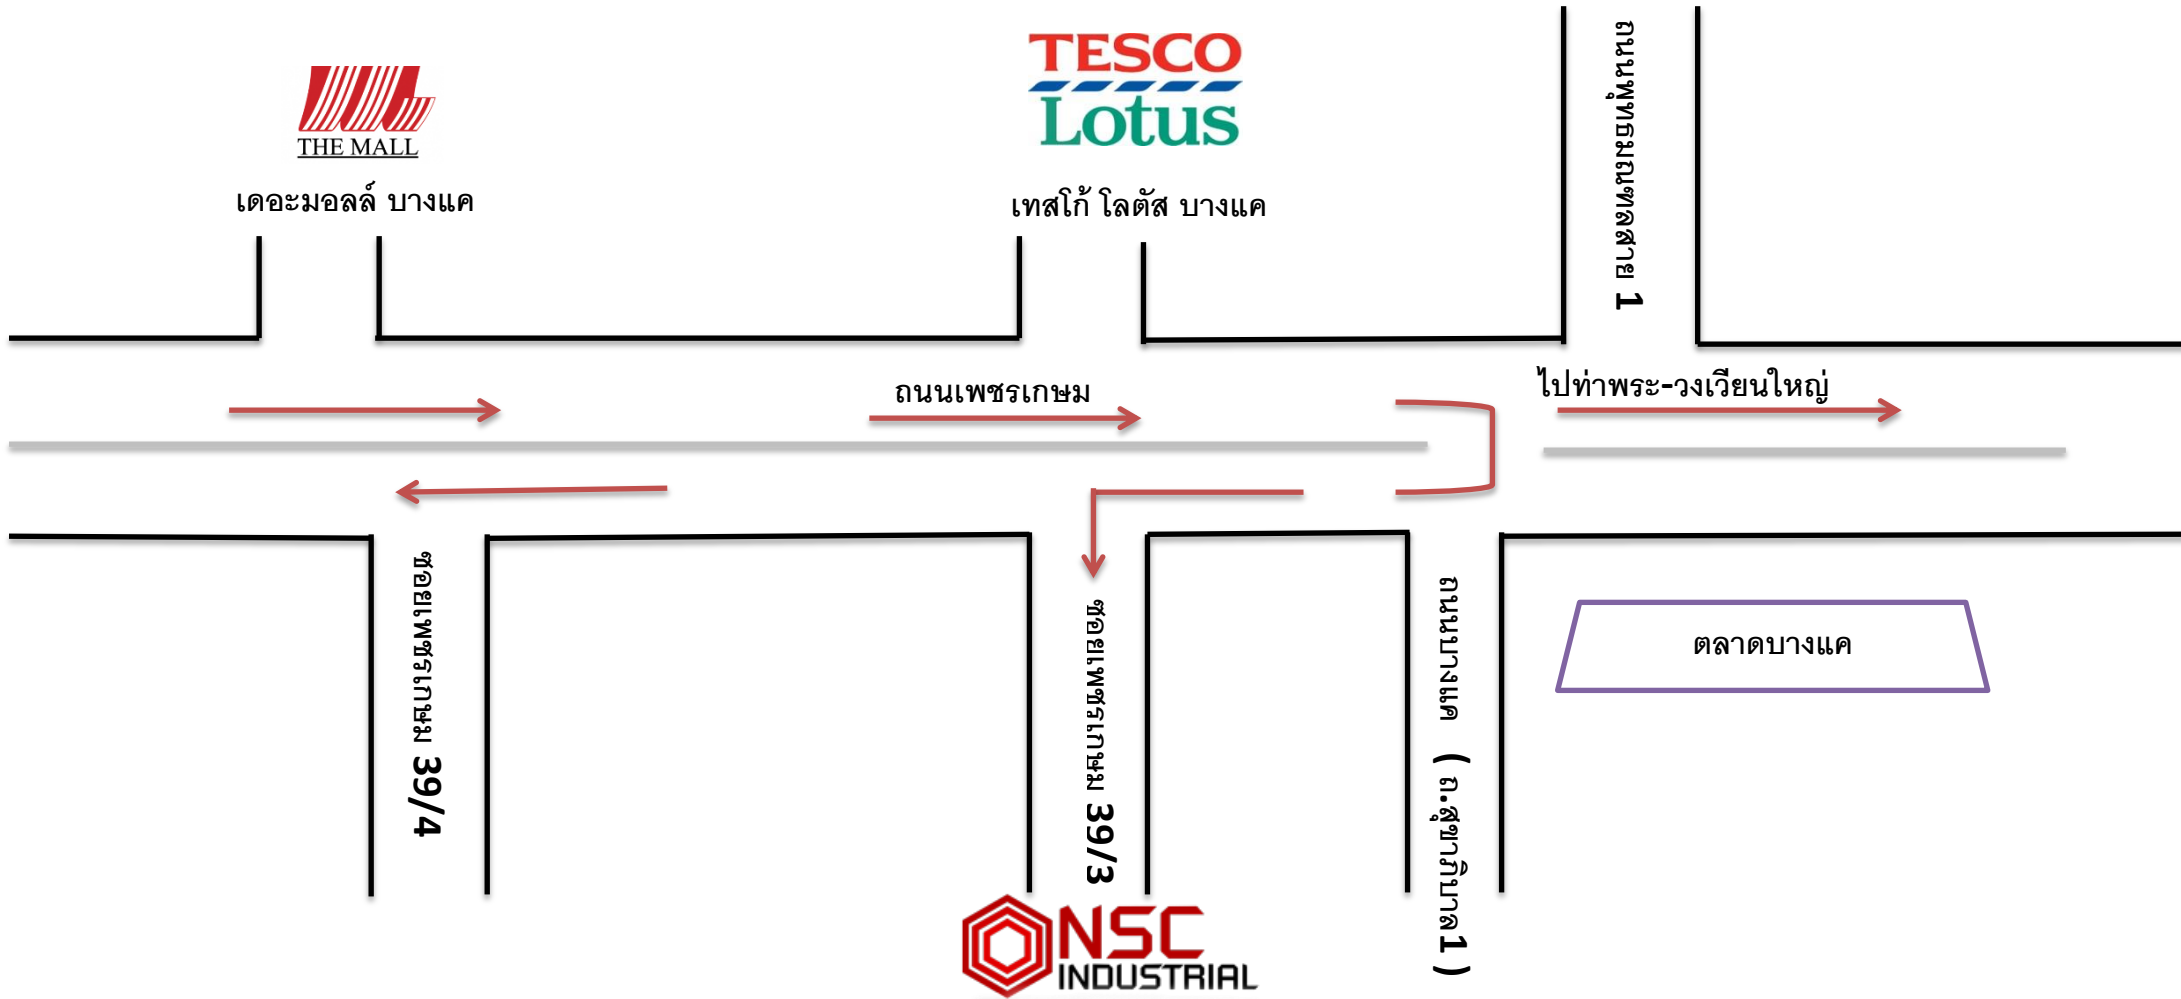 THE MALL
เดอะมอลล์ บางแค
TESCO
Lotus
เทสโก้ โลตัส บางแค
ถนนพุทธมณฑลสาย 1
ถนนเพชรเกษม
ไปท่าพระ-วงเวียนใหญ่
ซอยเพชรเกษม 39/4
ซอยเพชรเกษม 39/3
ถนนบางแค ( ถ.สุขาภิบาล1 )
ตลาดบางแค
NSC
INDUSTRIAL